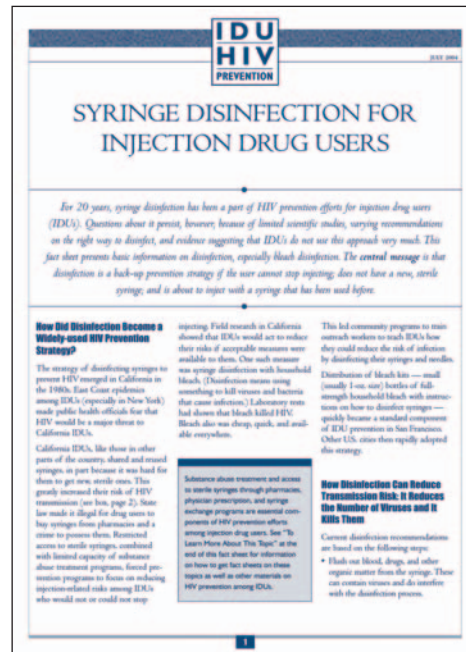 IDU
HIV
PREVENTION
JULY 2004
SYRINGE DISINFECTION FOR
INJECTION DRUG USERS
For 20 years, syringe disinfection has been a part of HIV prevention efforts for injection drug users
(IDUs). Questions about it persist, however, because of limited scientific studies, varying recommendations
on the right way to disinfect, and evidence suggesting that IDUs do not use this approach very much. This
fact sheet presents basic information on disinfection, especially bleach disinfection. The central message is that
disinfection is a back-up prevention strategy if the user cannot stop injecting; does not have a new, sterile
syringe; and is about to inject with a syringe that has been used before.
How Did Disinfection Become a
Widely-used HIV Prevention
Strategy?
The strategy of disinfecting syringes to
prevent HIV emerged in California in
the 1980s. East Coast epidemics
among IDUs (especially in New York)
made public health officials fear that
HIV would be a major threat to
California IDUs.
California IDUs, like those in other
parts of the country, shared and reused
syringes, in part because it was hard for
them to get new, sterile ones. This
greatly increased their risk of HIV
transmission (see box, page 2). State
law made it illegal for drug users to
buy syringes from pharmacies and a
crime to possess them. Restricted
access to sterile syringes, combined
with limited capacity of substance
abuse treatment programs, forced pre-
vention programs to focus on reducing
injection-related risks among IDUs
who would not or could not stop
injecting. Field research in California
showed that IDUs would act to reduce
their risks if acceptable measures were
available to them. One such measure
was syringe disinfection with household
bleach. (Disinfection means using
something to kill viruses and bacteria
that cause infection.) Laboratory tests
had shown that bleach killed HIV.
Bleach also was cheap, quick, and avail-
able everywhere.
Substance abuse treatment and access
to sterile syringes through pharmacies,
physician prescription, and syringe
exchange programs are essential com-
ponents of HIV prevention efforts
among injection drug users. See "To
Learn More About This Topic" at the
end of this fact sheet for information
on how to get fact sheets on these
topics as well as other materials on
HIV prevention among IDUs.
This led community programs to train
outreach workers to teach IDUs how
they could reduce the risk of infection
by disinfecting their syringes and needles.
Distribution of bleach kits — small
(usually 1-oz. size) bottles of full-
strength household bleach with instruc-
tions on how to disinfect syringes —
quickly became a standard component
of IDU prevention in San Francisco.
Other U.S. cities then rapidly adopted
this strategy.
How Disinfection Can Reduce
Transmission Risk: It Reduces
the Number of Viruses and It
Kills Them
Current disinfection recommendations
are based on the following steps:
• Flush out blood, drugs, and other
organic matter from the syringe. These
can contain viruses and do interfere
with the disinfection process.
1